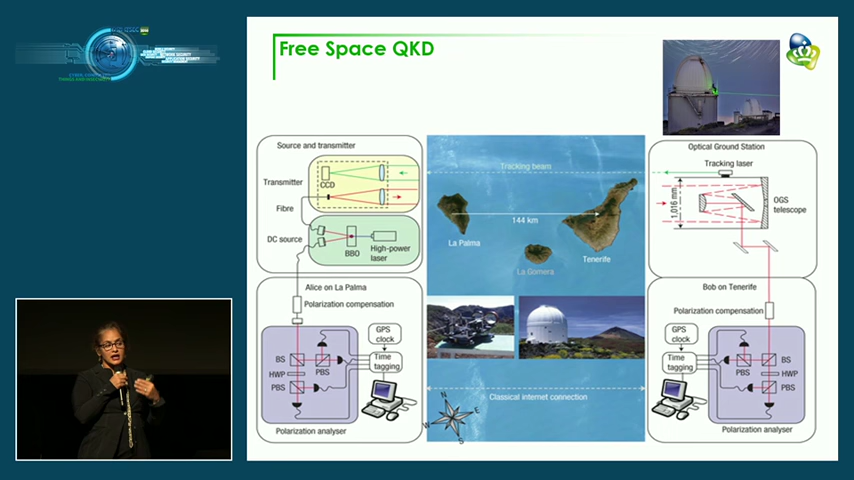 Free Space QKD
Source and transmitter
Transmitter
CCD
Fibre
DC source
BBO
High-power
laser
Alice on La Palma
Polarization compensation
GPS
clock
Time
tagging
BS
HWP
PBS
PBS
Polarization analyser
Tracking beam
144 km
La Palma
La Gomera
Tenerife
Classical internet connection
N
E
S
W
Optical Ground Station
Tracking laser
1,016 mm
OGS
telescope
Bob on Tenerife
Polarization compensation
GPS
clock
Time
tagging
BS
HWP
PBS
PBS
Polarization analyser